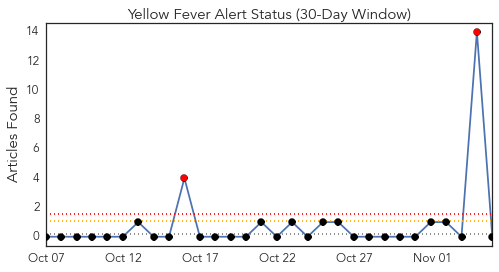 Yellow Fever Alert Status (30-Day Window)
Articles Found
14
12
10
8
6
4
2
0
Oct 07
Oct 12
Oct 17
Oct 22
Oct 27
Nov 01